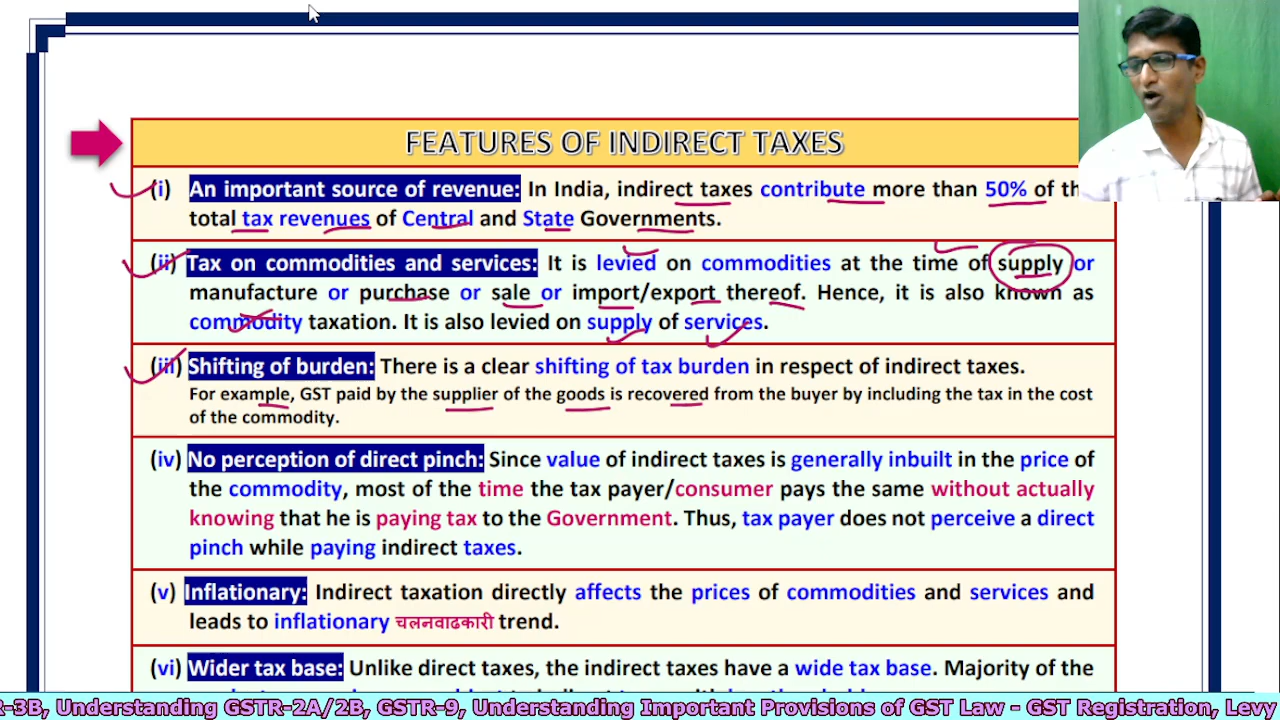 FEATURES OF INDIRECT TAXES
(i) An important source of revenue: In India, indirect taxes contribute more than 50% of
total tax revenues of Central and State Governments.
(ii) Tax on commodities and services: It is levied on commodities at the time of supply or
manufacture or purchase or sale or import/export thereof. Hence, it is also known as
commodity taxation. It is also levied on supply of services.
(iii) Shifting of burden: There is a clear shifting of tax burden in respect of indirect taxes.
For example, GST paid by the supplier of the goods is recovered from the buyer by including the tax in the cost
of the commodity.
(iv) No perception of direct pinch: Since value of indirect taxes is generally inbuilt in the price of
the commodity, most of the time the tax payer/consumer pays the same without actually
knowing that he is paying tax to the Government. Thus, tax payer does not perceive a direct
pinch while paying indirect taxes.
(v) Inflationary: Indirect taxation directly affects the prices of commodities and services and
leads to inflationary चलनवाढकारी trend.
(vi) Wider tax base: Unlike direct taxes, the indirect taxes have a wide tax base. Majority of the
R-3B, Understanding GSTR-2A/2B, GSTR-9, Understanding Important Provisions of GST Law - GST Registration, Levy